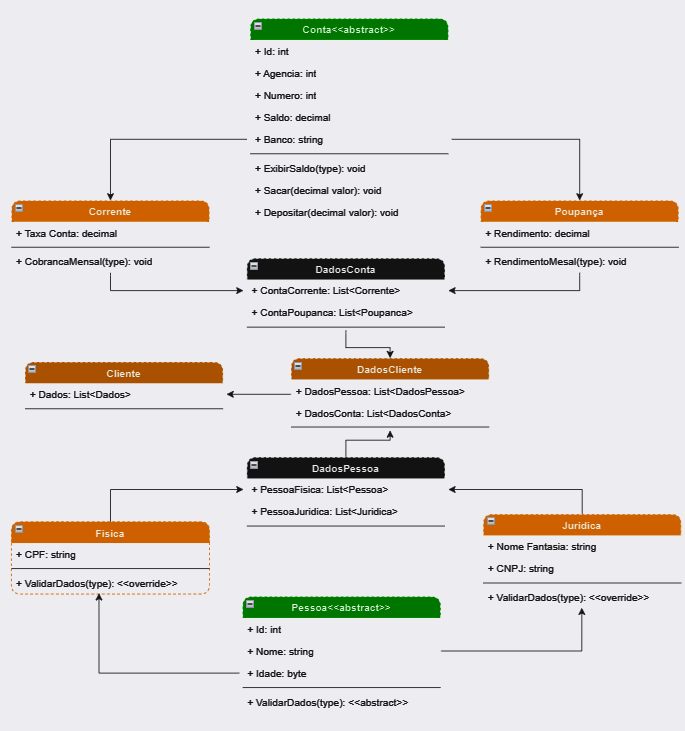 Conta<<abstract>>
+ Id: int
+ Agencia: int
+ Numero: int
+ Saldo: decimal
+ Banco: string
+ ExibirSaldo(type): void
+ Sacar(decimal valor): void
+ Depositar(decimal valor): void
Corrente
+ Taxa Conta: decimal
+ CobrancaMensal(type): void
Poupança
+ Rendimento: decimal
+ RendimentoMesal(type): void
DadosConta
+ ContaCorrente: List<Corrente>
+ ContaPoupanca: List<Poupanca>
Cliente
+ Dados: List<Dados>
DadosCliente
+ DadosPessoa: List<DadosPessoa>
+ DadosConta: List<DadosConta>
DadosPessoa
+ PessoaFisica: List<Pessoa>
+ PessoaJuridica: List<Juridica>
Fisica
+ CPF: string
+ ValidarDados(type): <<override>>
Juridica
+ Nome Fantasia: string
+ CNPJ: string
+ ValidarDados(type): <<override>>
Pessoa<<abstract>>
+ Id: int
+ Nome: string
+ Idade: byte
+ ValidarDados(type): <<abstract>>